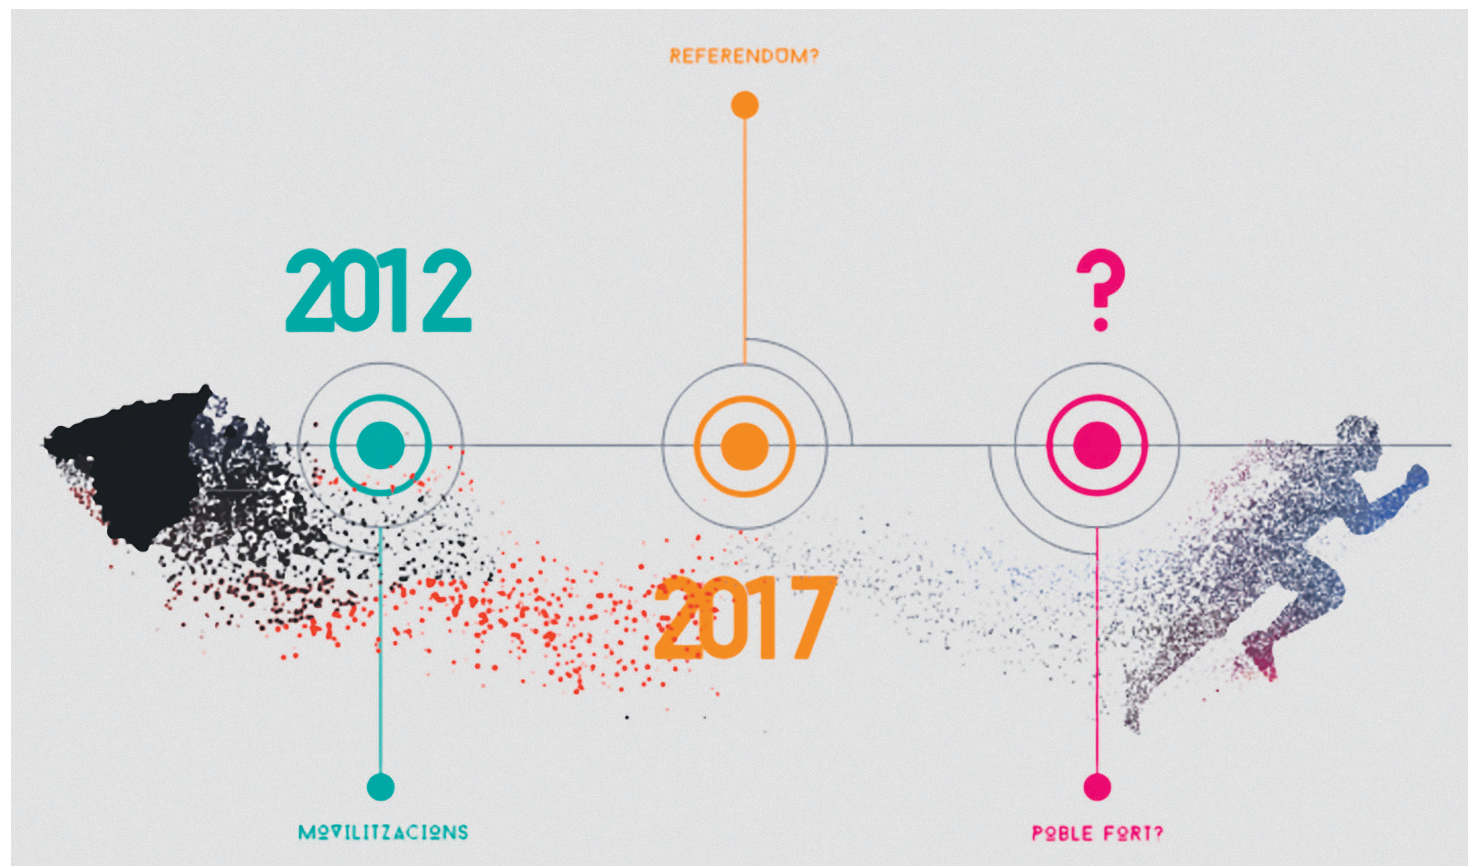 REFERENDUM?
2012
?
2017
MOVILITZACIONS
POBLE FORT?